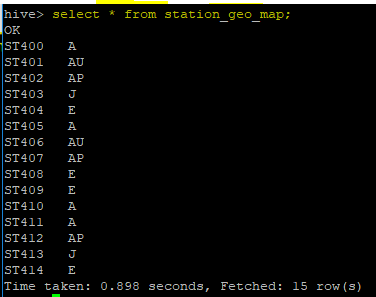 hive> select * from station_geo_map;
OK
ST400 A
ST401 AU
ST402 AP
ST403 J
ST404 E
ST405 A
ST406 AU
ST407 AP
ST408 E
ST409 E
ST410 A
ST411 A
ST412 AP
ST413 J
ST414 E
Time taken: 0.898 seconds, Fetched: 15 row(s)